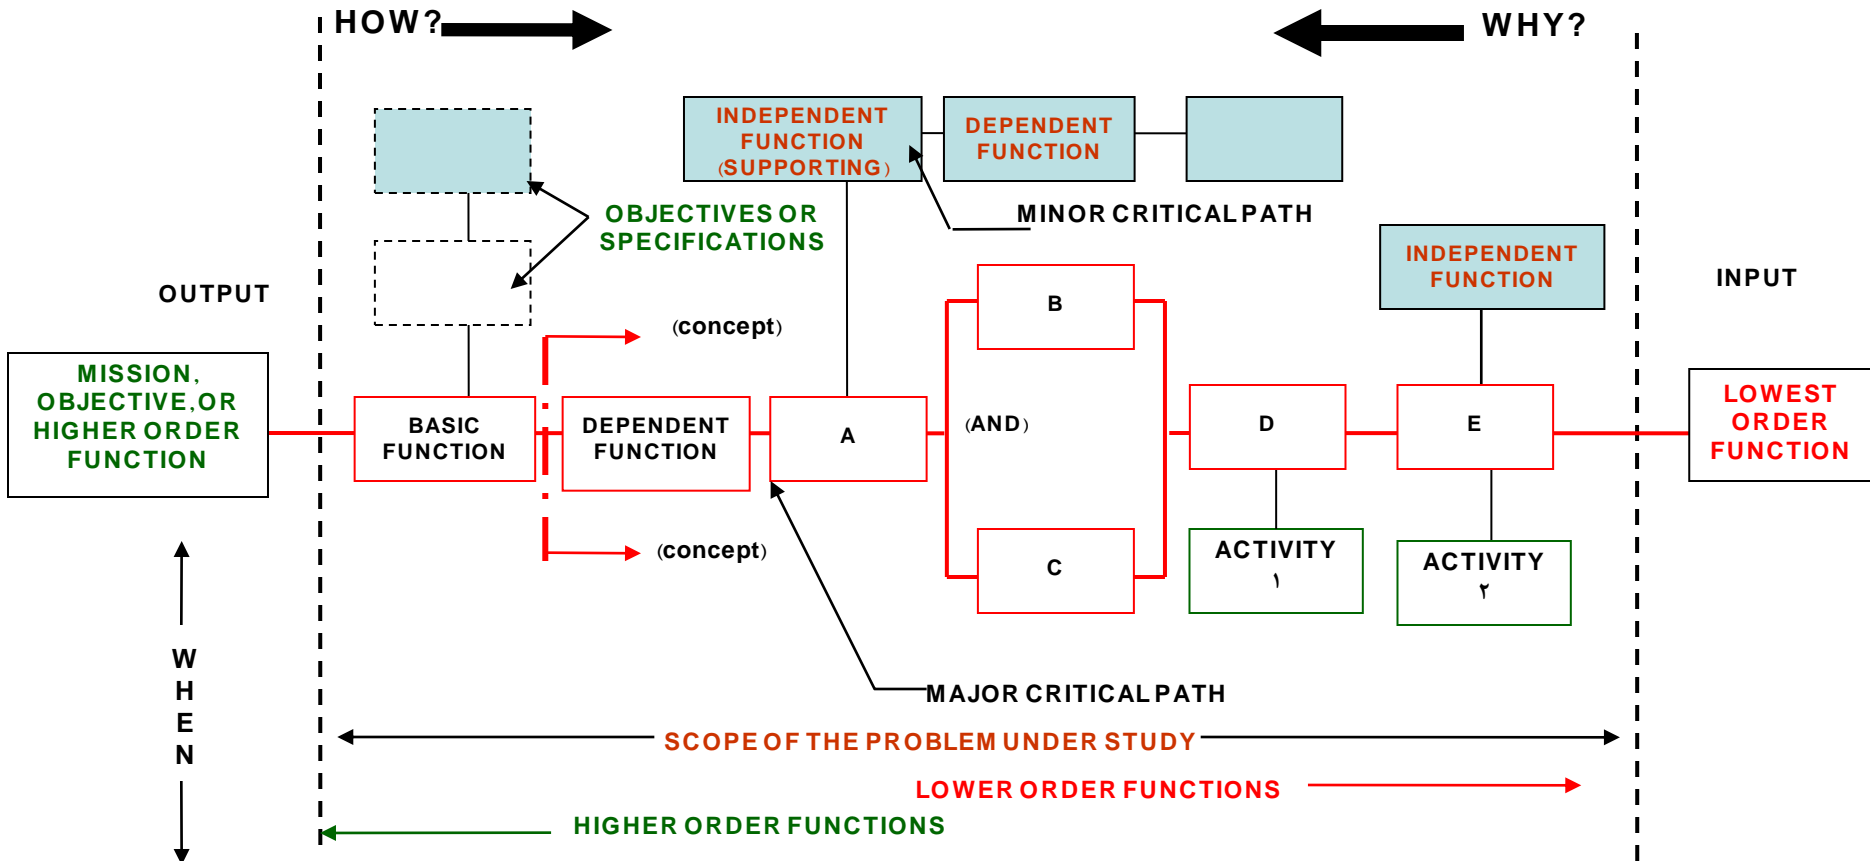 HOW?
WHY?
INDEPENDENT
FUNCTION
(SUPPORTING)
DEPENDENT
FUNCTION
OBJECTIVES OR
SPECIFICATIONS
MINOR CRITICAL PATH
INDEPENDENT
FUNCTION
OUTPUT
INPUT
MISSION,
OBJECTIVE, OR
HIGHER ORDER
FUNCTION
(concept)
BASIC
FUNCTION
DEPENDENT
FUNCTION
A
B
(AND)
C
D
E
LOWEST
ORDER
FUNCTION
(concept)
ACTIVITY
١
ACTIVITY
٢
W
H
E
N
MAJOR CRITICAL PATH
SCOPE OF THE PROBLEM UNDER STUDY
LOWER ORDER FUNCTIONS
HIGHER ORDER FUNCTIONS